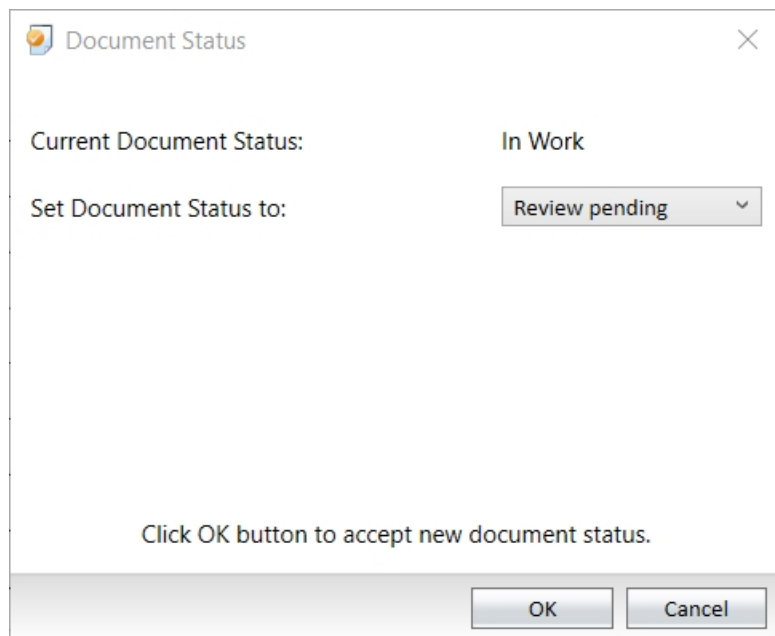 Document Status
Current Document Status: In Work
Set Document Status to: Review pending
Click OK button to accept new document status.
OK Cancel